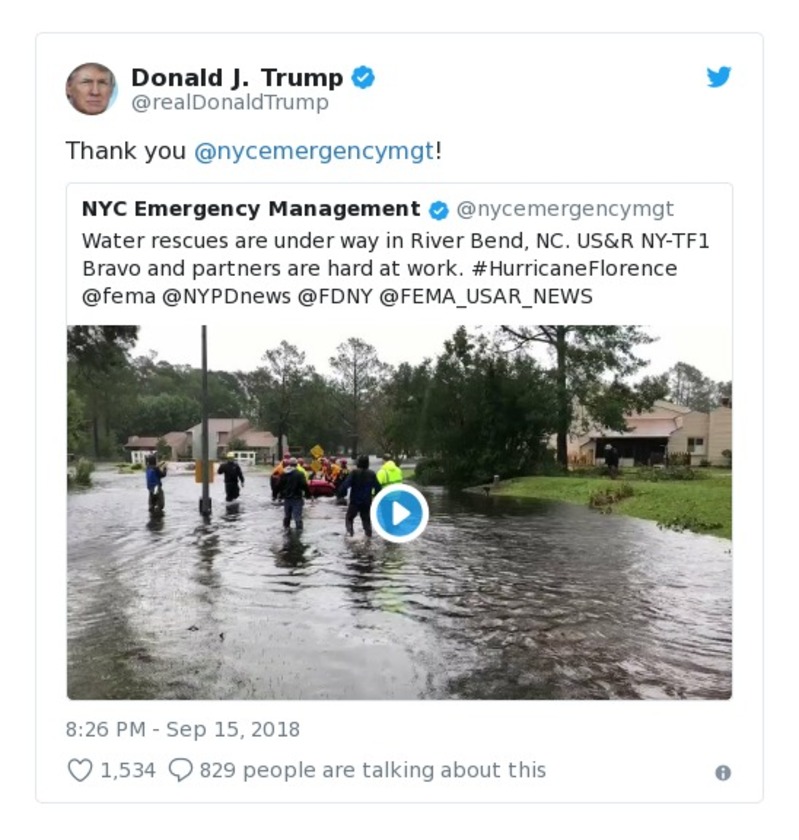 Donald J. Trump
@realDonaldTrump
Thank you @nycemergencymgt!
NYC Emergency Management @nycemergencymgt
Water rescues are under way in River Bend, NC. US&R NY-TF1
Bravo and partners are hard at work. #HurricaneFlorence
@fema @NYPDnews @FDNY @FEMA_USAR_NEWS
8:26 PM - Sep 15, 2018
1,534 829 people are talking about this